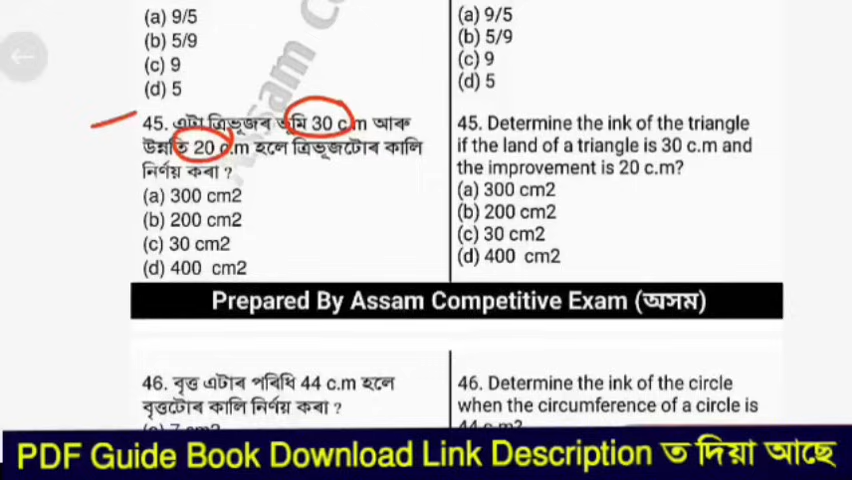 (a) 9/5
(b) 5/9
(c) 9
(d) 5
45. এটা ত্ৰিভূজৰ ভূমি 30 c.m আৰু
উন্নতি 20 c.m হলে ত্ৰিভূজটোৰ কালি
নিৰ্ণয় কৰা ?
(a) 300 cm2
(b) 200 cm2
(c) 30 cm2
(d) 400 cm2
(a) 9/5
(b) 5/9
(c) 9
(d) 5
45. Determine the ink of the triangle
if the land of a triangle is 30 c.m and
the improvement is 20 c.m?
(a) 300 cm2
(b) 200 cm2
(c) 30 cm2
(d) 400 cm2
Assam Co
Prepared By Assam Competitive Exam (অসম)
46. বৃত্ত এটাৰ পৰিধি 44 c.m হলে
বৃত্তটোৰ কালি নিৰ্ণয় কৰা ?
46. Determine the ink of the circle
when the circumference of a circle is
44 c.m?
PDF Guide Book Download Link Description ত দিয়া আছে